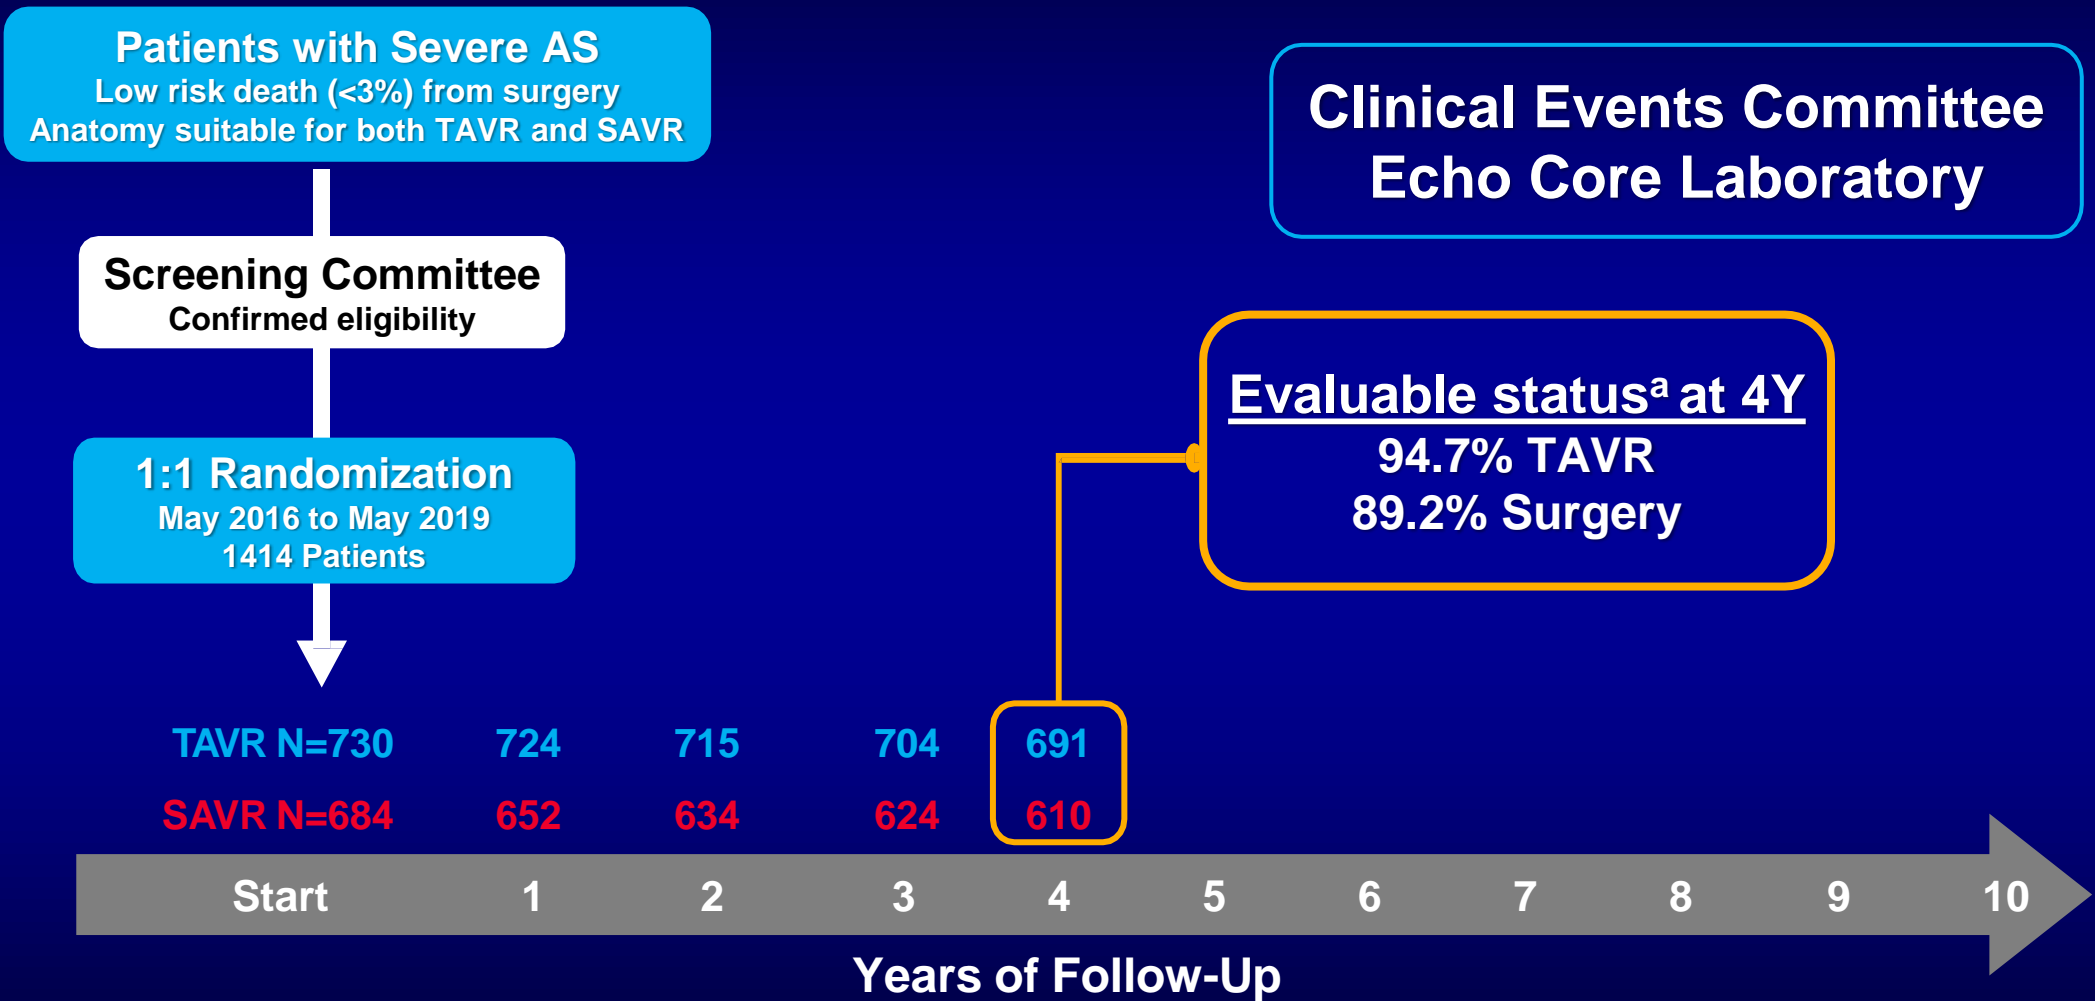 Patients with Severe AS
Low risk death (<3%) from surgery
Anatomy suitable for both TAVR and SAVR
Clinical Events Committee
Echo Core Laboratory
Screening Committee
Confirmed eligibility
Evaluable statusᵃ at 4Y
94.7% TAVR
89.2% Surgery
1:1 Randomization
May 2016 to May 2019
1414 Patients
TAVR N=730 724 715 704 691
SAVR N=684 652 634 624 610
Start 1 2 3 4 5 6 7 8 9 10
Years of Follow-Up